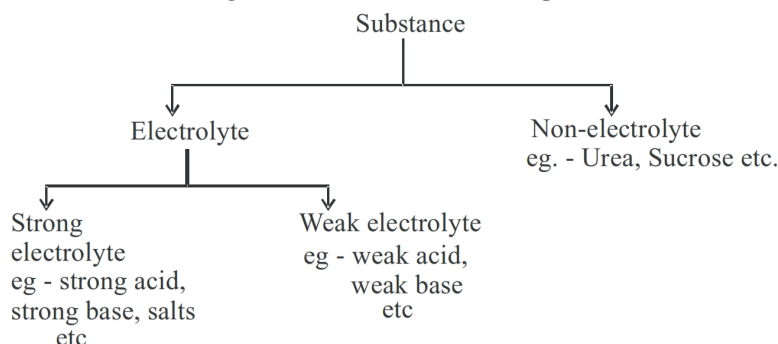 Substance
Electrolyte
Non-electrolyte
eg. - Urea, Sucrose etc.
Strong
electrolyte
eg - strong acid,
strong base, salts
etc
Weak electrolyte
eg - weak acid,
weak base
etc